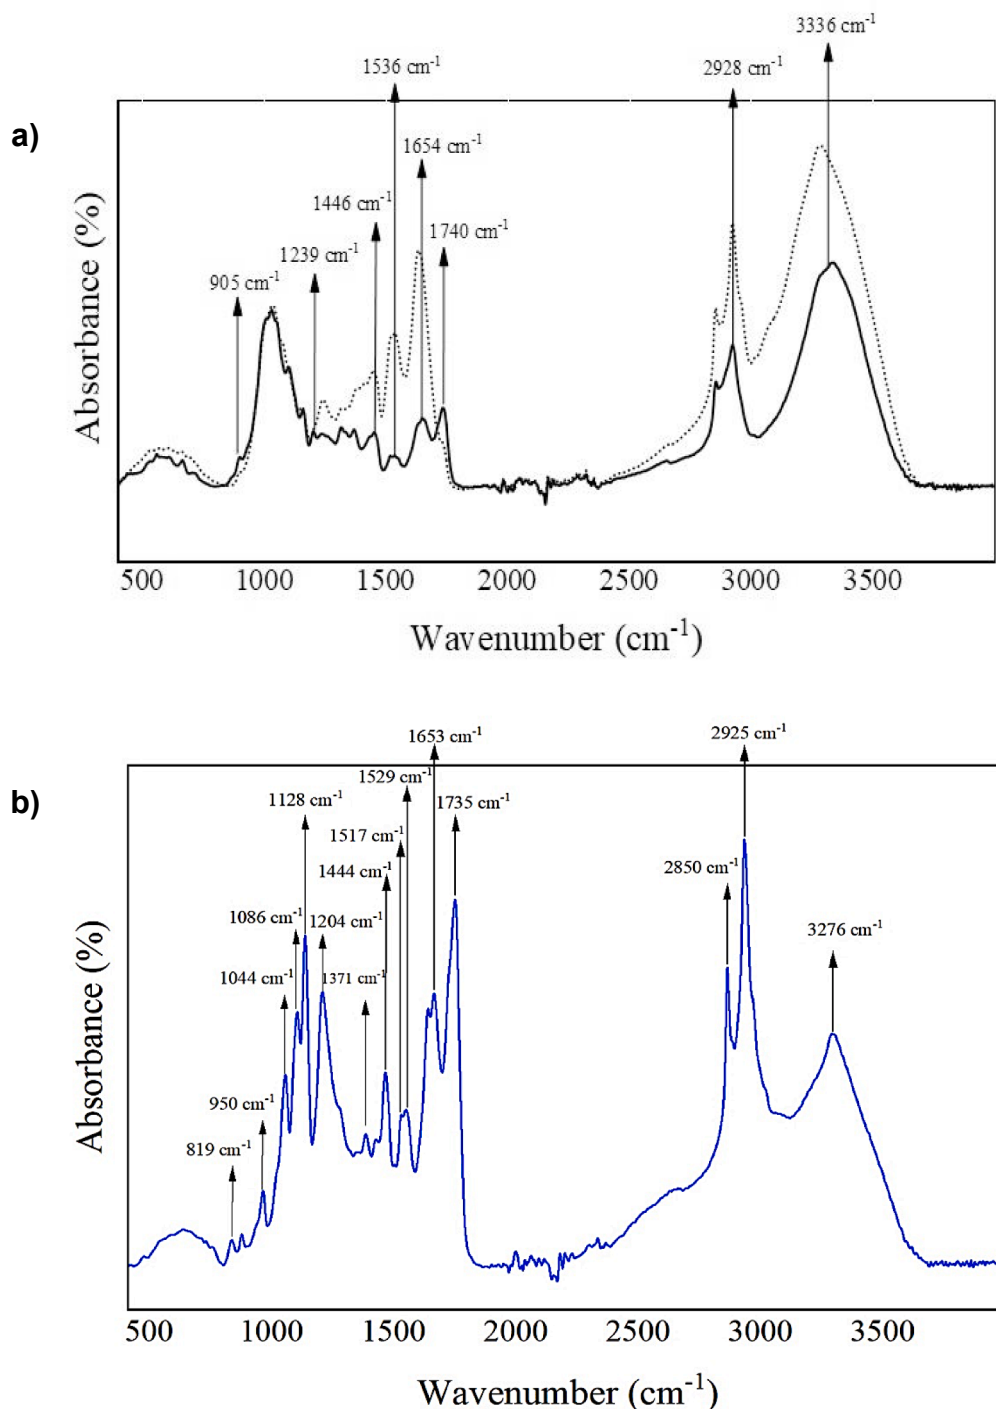 a)
3336 cm-1
1536 cm-1
2928 cm-1
1654 cm-1
1446 cm-1
1740 cm-1
1239 cm-1
905 cm-1
Absorbance (%)
500 1000 1500 2000 2500 3000 3500
Wavenumber (cm-1)
b)
1653 cm-1
2925 cm-1
1529 cm-1
1128 cm-1
1735 cm-1
1517 cm-1
1444 cm-1
2850 cm-1
1086 cm-1
1204 cm-1
3276 cm-1
1044 cm-1
1371 cm-1
950 cm-1
819 cm-1
Absorbance (%)
500 1000 1500 2000 2500 3000 3500
Wavenumber (cm-1)